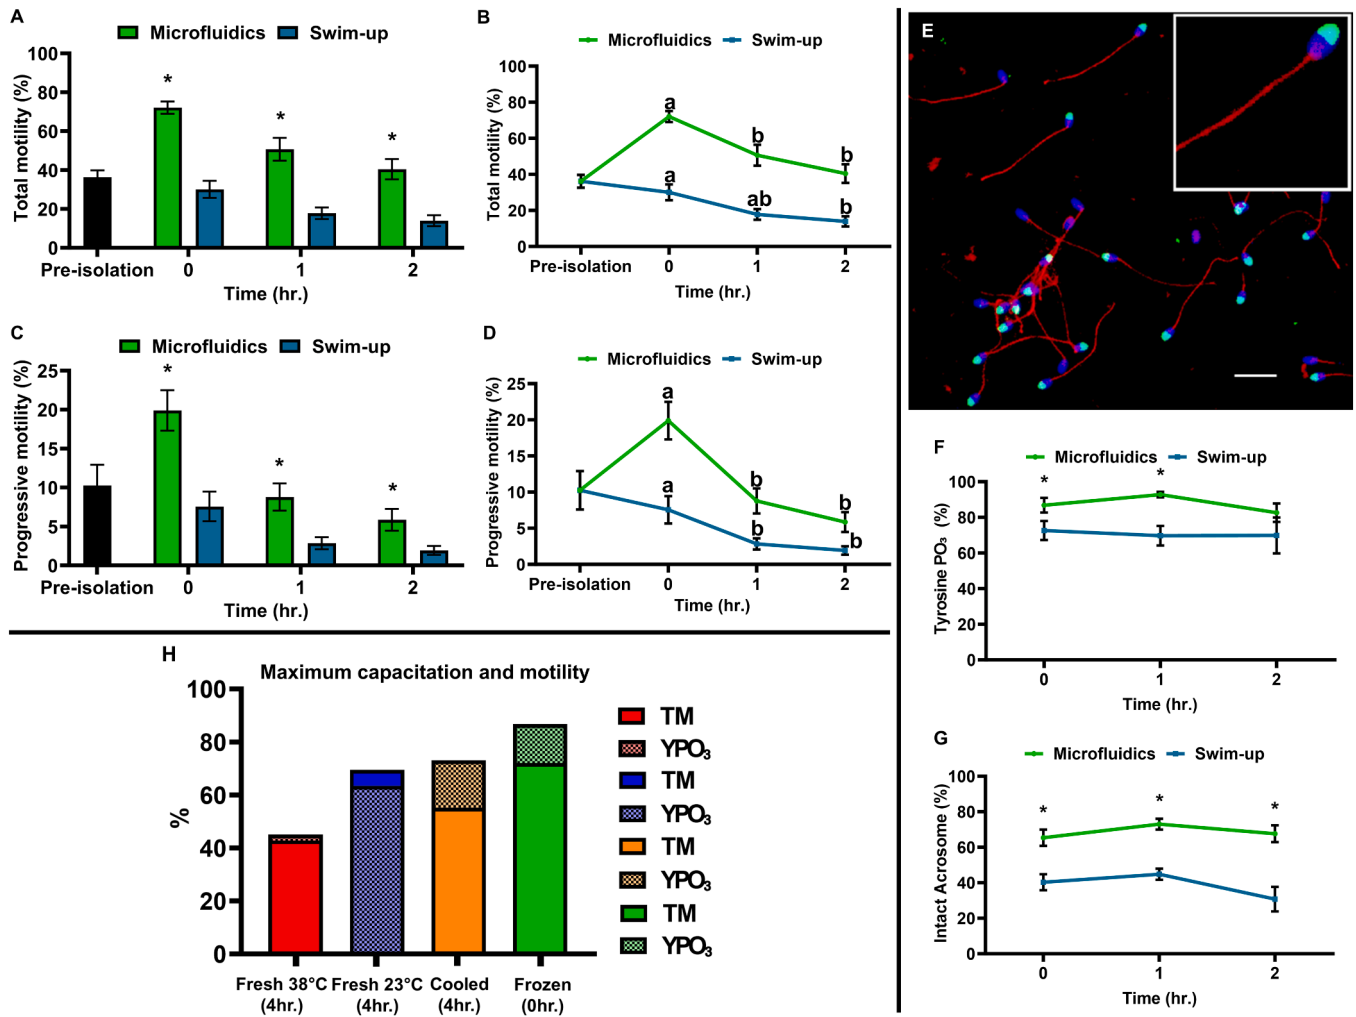 A
Microfluidics Swim-up
Total motility (%)
100
80
60
40
20
0
* * *
Pre-isolation 0 1 2
Time (hr.)
B
Microfluidics Swim-up
Total motility (%)
100
80
60
40
20
0
a b b
a ab b
Pre-isolation 0 1 2
Time (hr.)
C
Microfluidics Swim-up
Progressive motility (%)
25
20
15
10
5
0
* * *
Pre-isolation 0 1 2
Time (hr.)
D
Microfluidics Swim-up
Progressive motility (%)
25
20
15
10
5
0
a b b
a b b
Pre-isolation 0 1 2
Time (hr.)
E
F
Microfluidics Swim-up
Tyrosine PO₃ (%)
100
80
60
40
20
0
* *
0 1 2
Time (hr.)
G
Microfluidics Swim-up
Intact Acrosome (%)
100
80
60
40
20
0
* * *
0 1 2
Time (hr.)
H
Maximum capacitation and motility
%
100
80
60
40
20
0
Fresh 38°C Fresh 23°C Cooled Frozen
(4hr.) (4hr.) (4hr.) (0hr.)
TM
YPO₃
TM
YPO₃
TM
YPO₃
TM
YPO₃